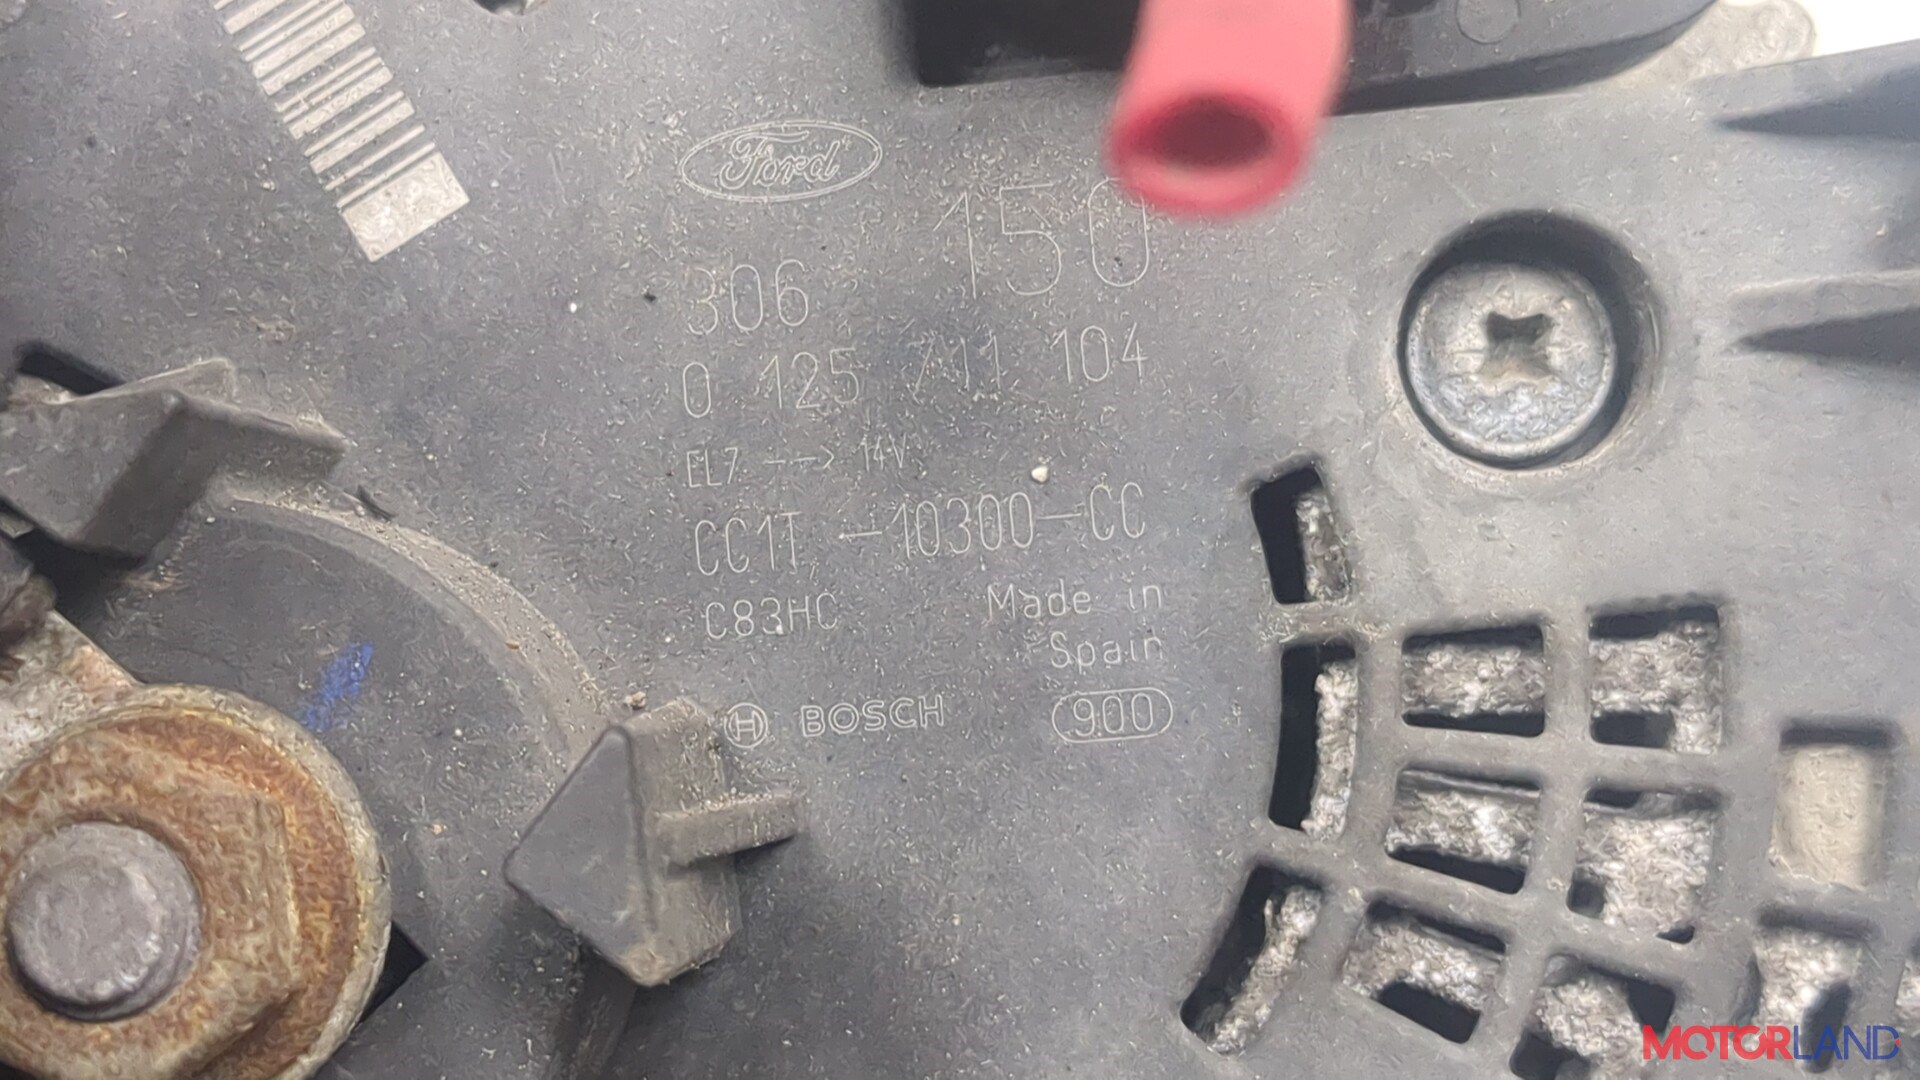 Ford
150
306
0 125 711 104
EL7 --> 14V
CC1T -10300-CC
C83HC Made in
Spain
BOSCH 900
MOTORLAND